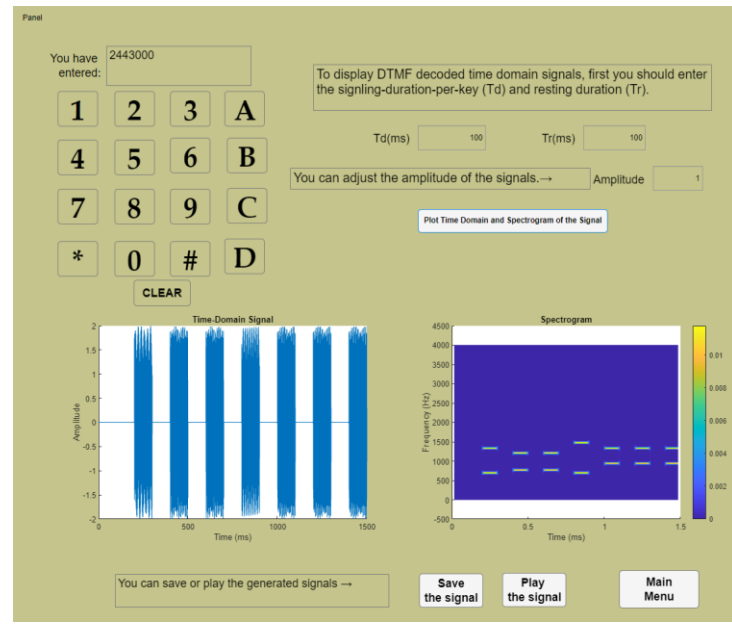 Panel
You have
entered:
2443000
To display DTMF decoded time domain signals, first you should enter
the signling-duration-per-key (Td) and resting duration (Tr).
1 2 3 A
Td(ms) 100 Tr(ms) 100
4 5 6 B
You can adjust the amplitude of the signals.→ Amplitude 1
7 8 9 C
Plot Time Domain and Spectrogram of the Signal
* 0 # D
CLEAR
Time-Domain Signal
2
1.5
1
0.5
0
-0.5
-1
-1.5
-2
Amplitude
0 500 1000 1500
Time (ms)
Spectrogram
4500
4000
3500
3000
2500
2000
1500
1000
500
0
-500
Frequency (Hz)
0 0.5 1 1.5
Time (ms)
0.01
0.008
0.006
0.004
0.002
0
You can save or play the generated signals →
Save
the signal
Play
the signal
Main
Menu